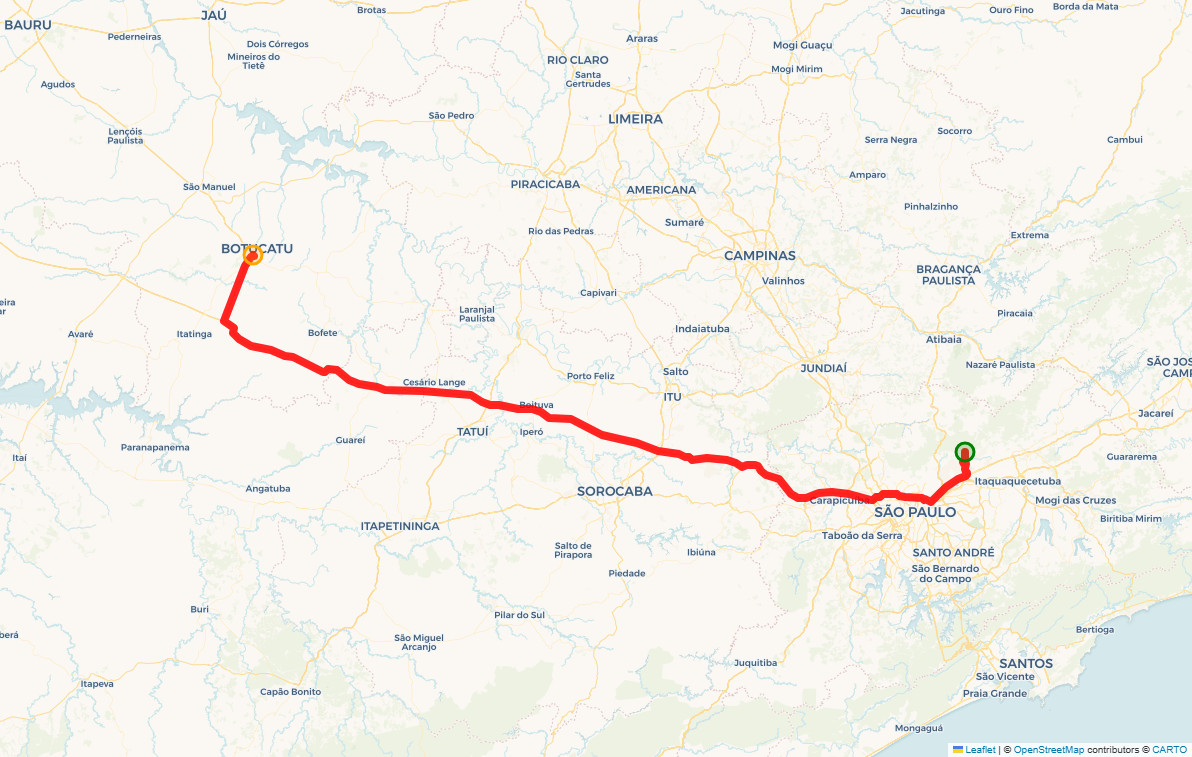 JAÚ
Brotas
Jacutinga
Ouro Fino
Borda da Mata
BAURU
Pederneiras
Dois Córregos
Araras
Mogi Guaçu
Mineiros do
Tietê
RIO CLARO
Mogi Mirim
Santa
Gertrudes
Agudos
São Pedro
LIMEIRA
Lençóis
Paulista
Socorro
Serra Negra
Cambui
Amparo
São Manuel
PIRACICABA
AMERICANA
Pinhalzinho
Sumaré
Rio das Pedras
Extrema
BOTUCATU
CAMPINAS
BRAGANÇA
PAULISTA
Valinhos
Capivari
eira
ar
Laranjal
Paulista
Piracaia
Avaré
Itatinga
Bofete
Indaiatuba
Atibaia
Nazaré Paulista
SÃO JOS
CAMP
JUNDIAÍ
Porto Feliz
Salto
Cesário Lange
ITU
Boituva
Jacareí
TATUÍ
Iperó
Guareí
Paranapanema
Itaí
Guararema
Angatuba
SOROCABA
Itaquaquecetuba
Carapicuíba
Mogi das Cruzes
SÃO PAULO
Biritiba Mirim
ITAPETININGA
Taboão da Serra
Salto de
Pirapora
Ibiúna
SANTO ANDRÉ
São Bernardo
do Campo
Piedade
Buri
Pilar do Sul
Bertioga
berá
São Miguel
Arcanjo
Juquitiba
SANTOS
São Vicente
Itapeva
Capão Bonito
Praia Grande
Mongaguá
Leaflet | © OpenStreetMap contributors © CARTO